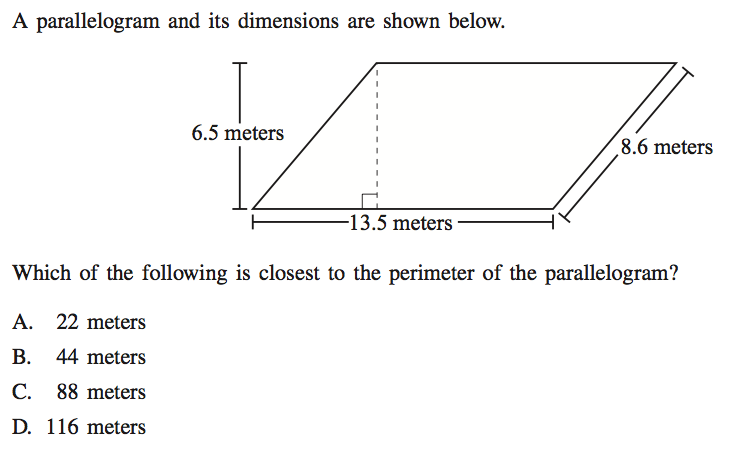 A parallelogram and its dimensions are shown below.
6.5 meters
8.6 meters
13.5 meters
Which of the following is closest to the perimeter of the parallelogram?
A. 22 meters
B. 44 meters
C. 88 meters
D. 116 meters